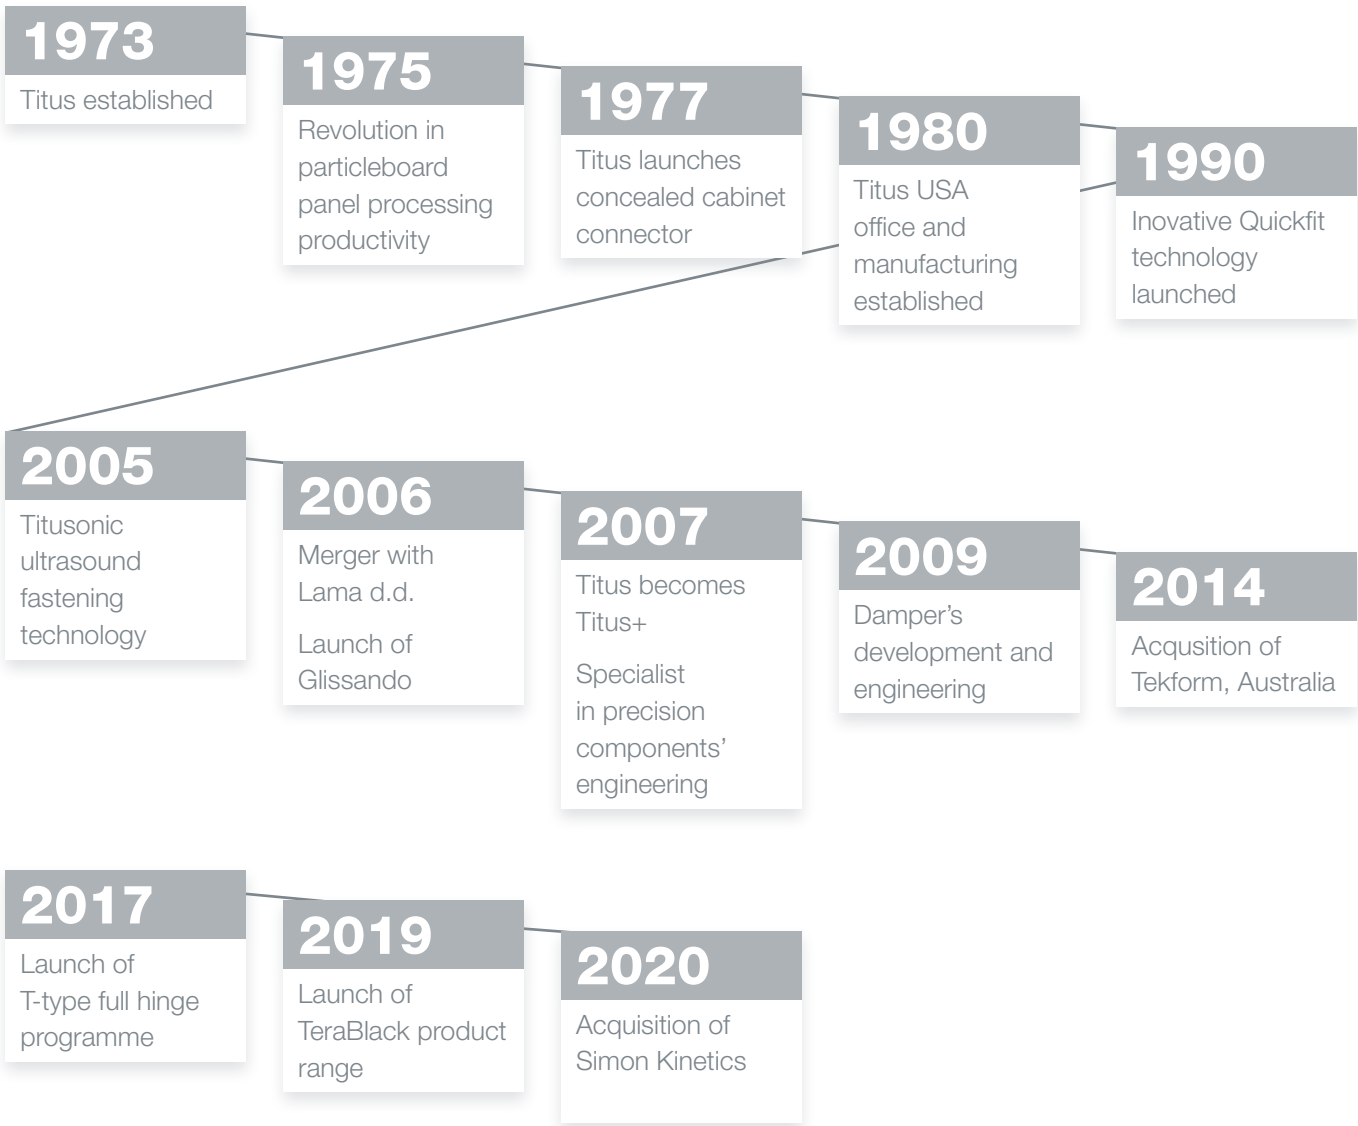 1973
Titus established
1975
Revolution in
particleboard
panel processing
productivity
1977
Titus launches
concealed cabinet
connector
1980
Titus USA
office and
manufacturing
established
1990
Inovative Quickfit
technology
launched
2005
Titusonic
ultrasound
fastening
technology
2006
Merger with
Lama d.d.
Launch of
Glissando
2007
Titus becomes
Titus+
Specialist
in precision
components’
engineering
2009
Damper’s
development and
engineering
2014
Acqusition of
Tekform, Australia
2017
Launch of
T-type full hinge
programme
2019
Launch of
TeraBlack product
range
2020
Acquisition of
Simon Kinetics